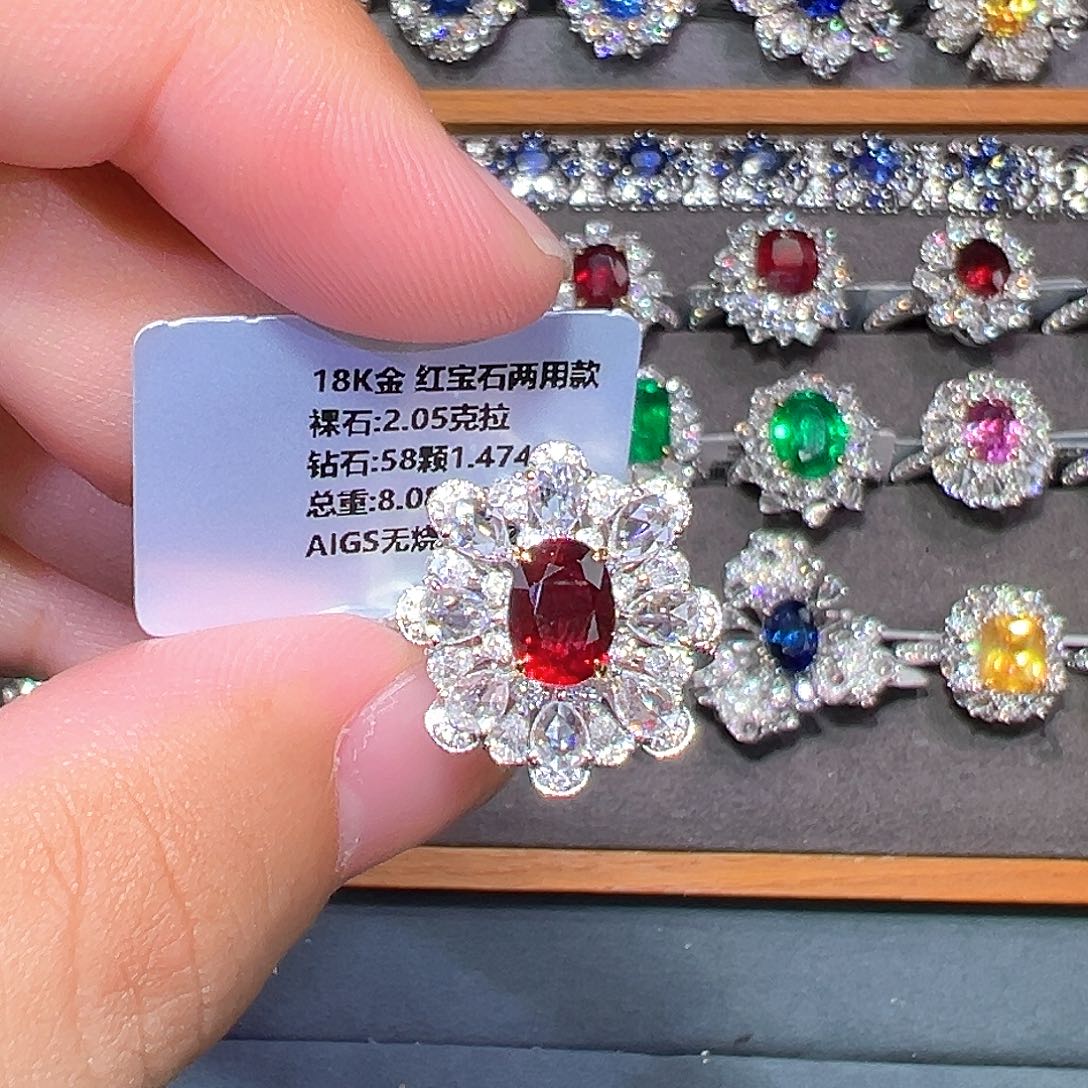 18K金 红宝石两用款
裸石:2.05克拉
钻石:58颗1.474
总重:8.08
AIGS无烧